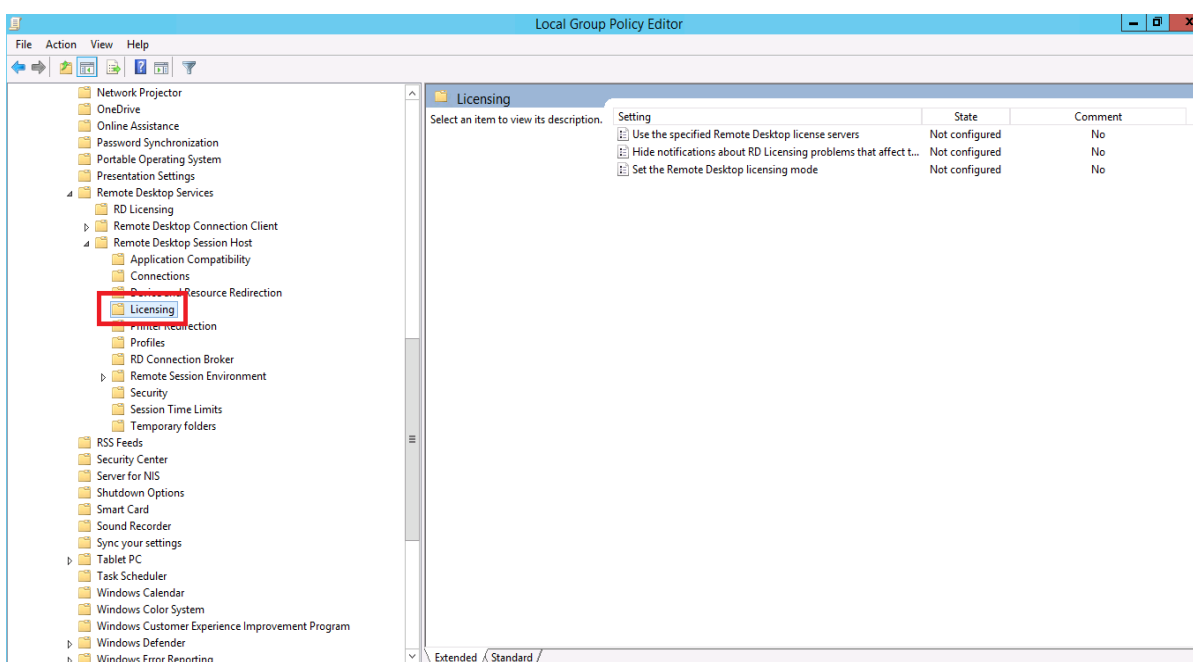 Local Group Policy Editor
File Action View Help
Network Projector
OneDrive
Online Assistance
Password Synchronization
Portable Operating System
Presentation Settings
Remote Desktop Services
RD Licensing
Remote Desktop Connection Client
Remote Desktop Session Host
Application Compatibility
Connections
Device and Resource Redirection
Licensing
Printer Redirection
Profiles
RD Connection Broker
Remote Session Environment
Security
Session Time Limits
Temporary folders
RSS Feeds
Security Center
Server for NIS
Shutdown Options
Smart Card
Sound Recorder
Sync your settings
Tablet PC
Task Scheduler
Windows Calendar
Windows Color System
Windows Customer Experience Improvement Program
Windows Defender
Windows Error Reporting
Licensing
Select an item to view its description.
Setting State Comment
Use the specified Remote Desktop license servers Not configured No
Hide notifications about RD Licensing problems that affect t... Not configured No
Set the Remote Desktop licensing mode Not configured No
Extended Standard